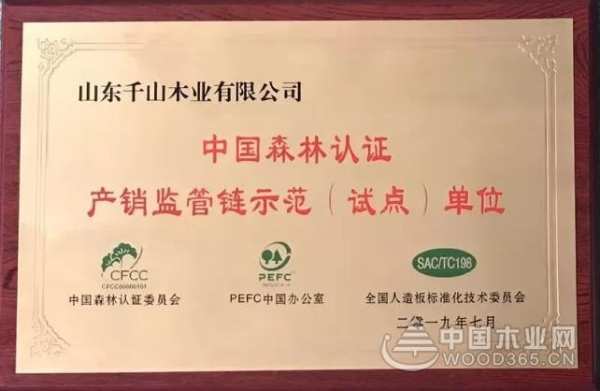 山东千山木业有限公司
中国森林认证
产销监管链示范（试点）单位
CFCC
中国森林认证委员会
PEFC
PEFC中国办公室
SAC/TC198
全国人造板标准化技术委员会
二零一九年七月
中国木业网
WOOD365.CN